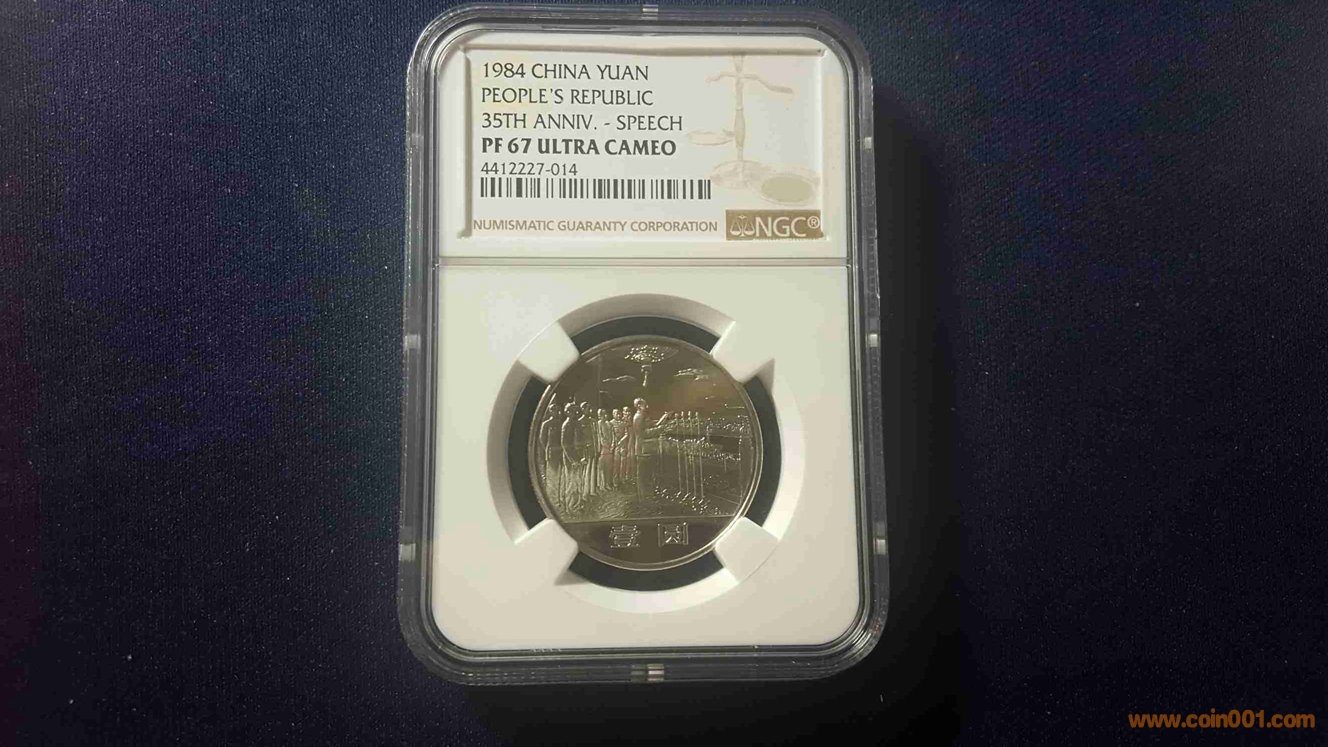 1984 CHINA YUAN
PEOPLE'S REPUBLIC
35TH ANNIV. - SPEECH
PF 67 ULTRA CAMEO
4412227-014
NUMISMATIC GUARANTY CORPORATION
NGC®
壹圆
www.coin001.com